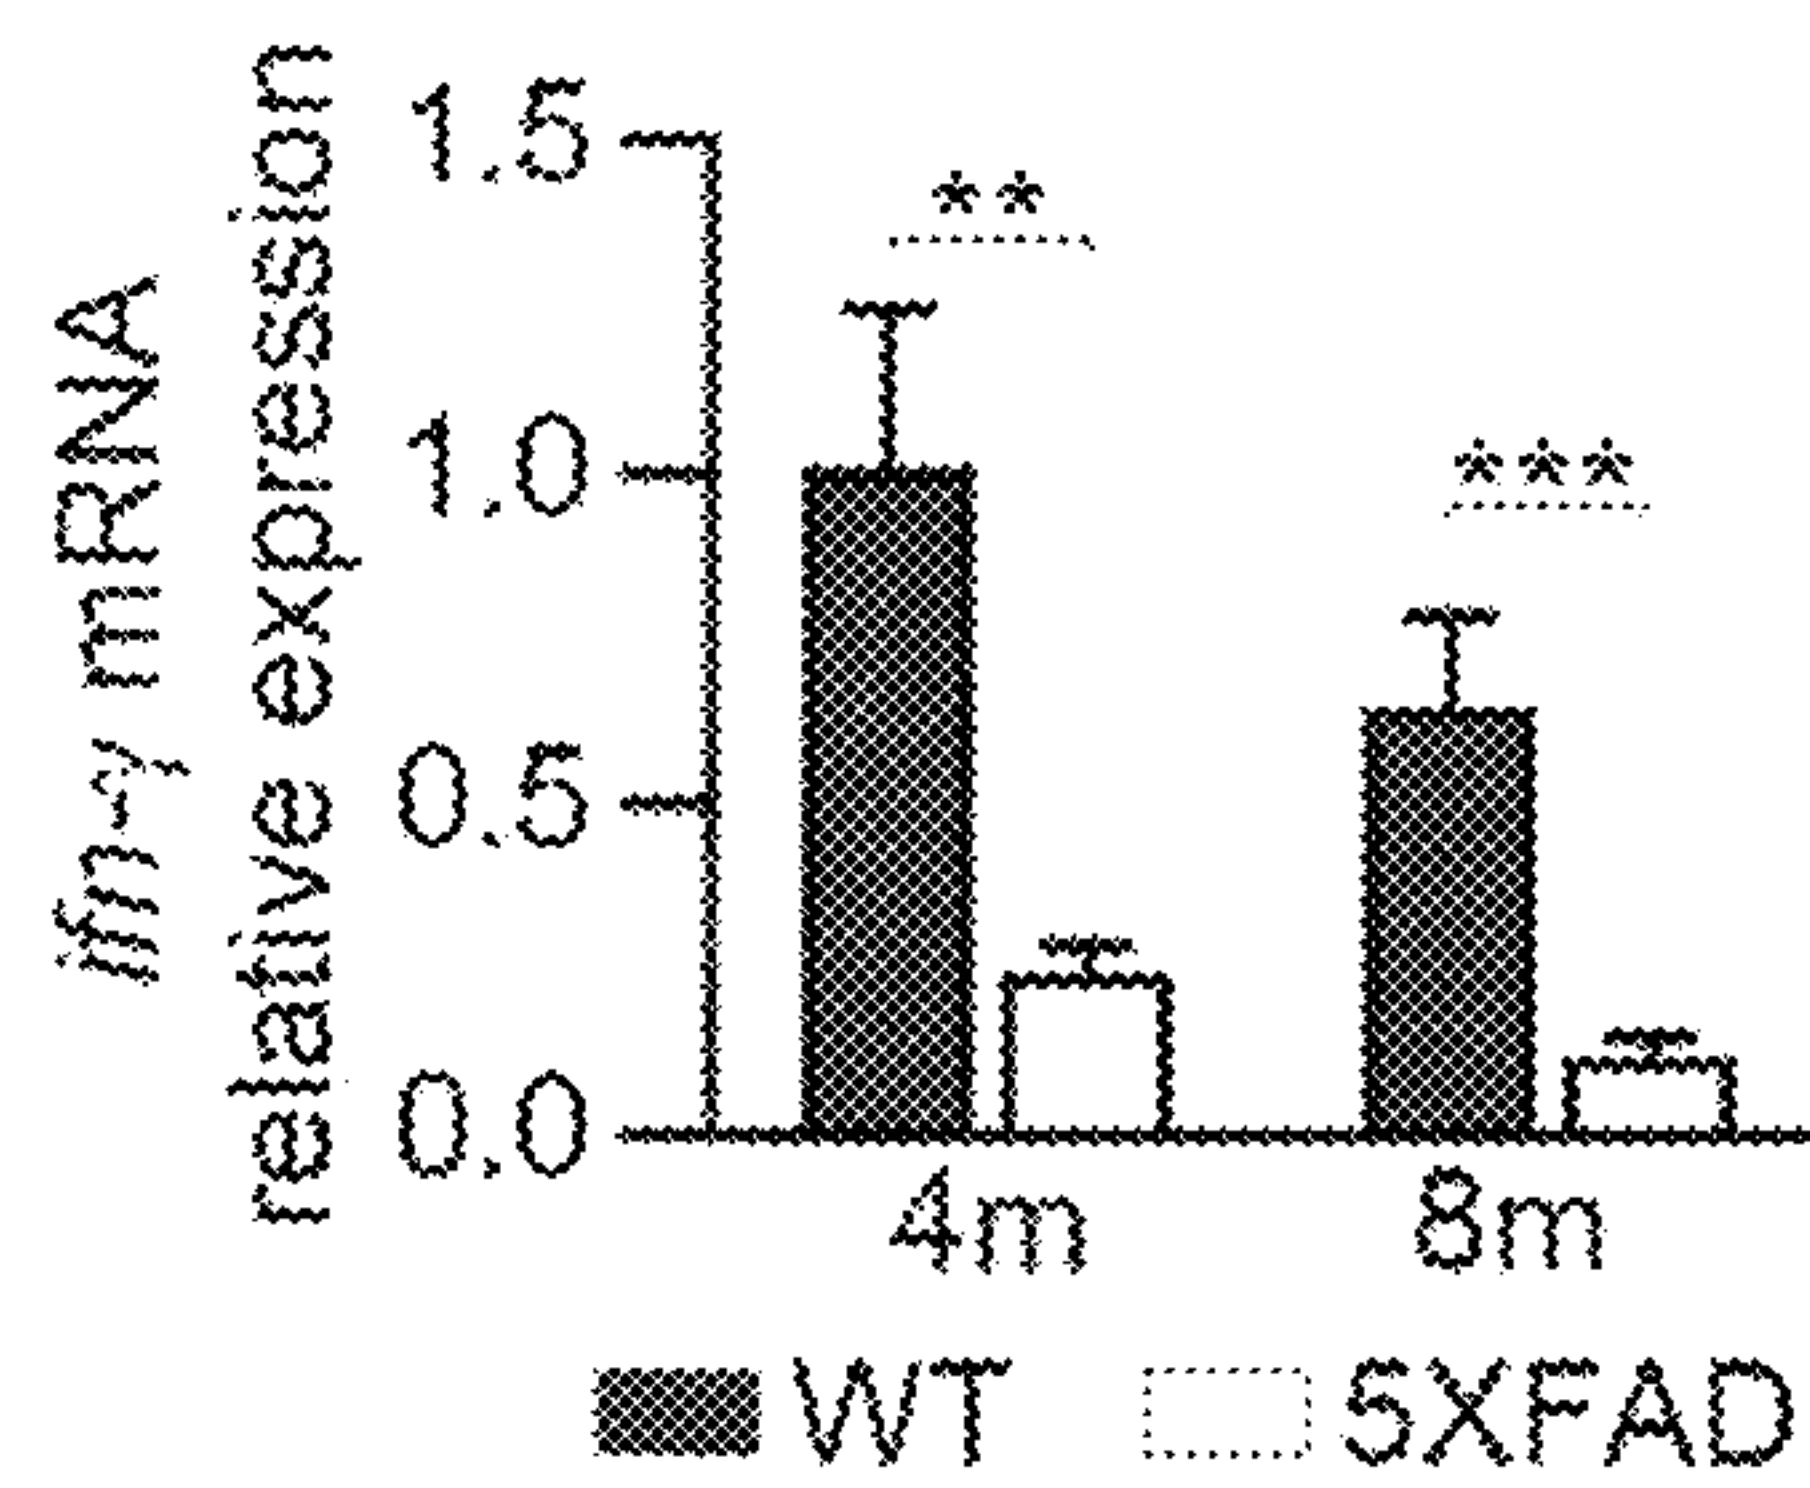 ifn-γ mRNA
relative expression
1.5
1.0
0.5
0.0
**
***
4m
8m
WT
5XFAD